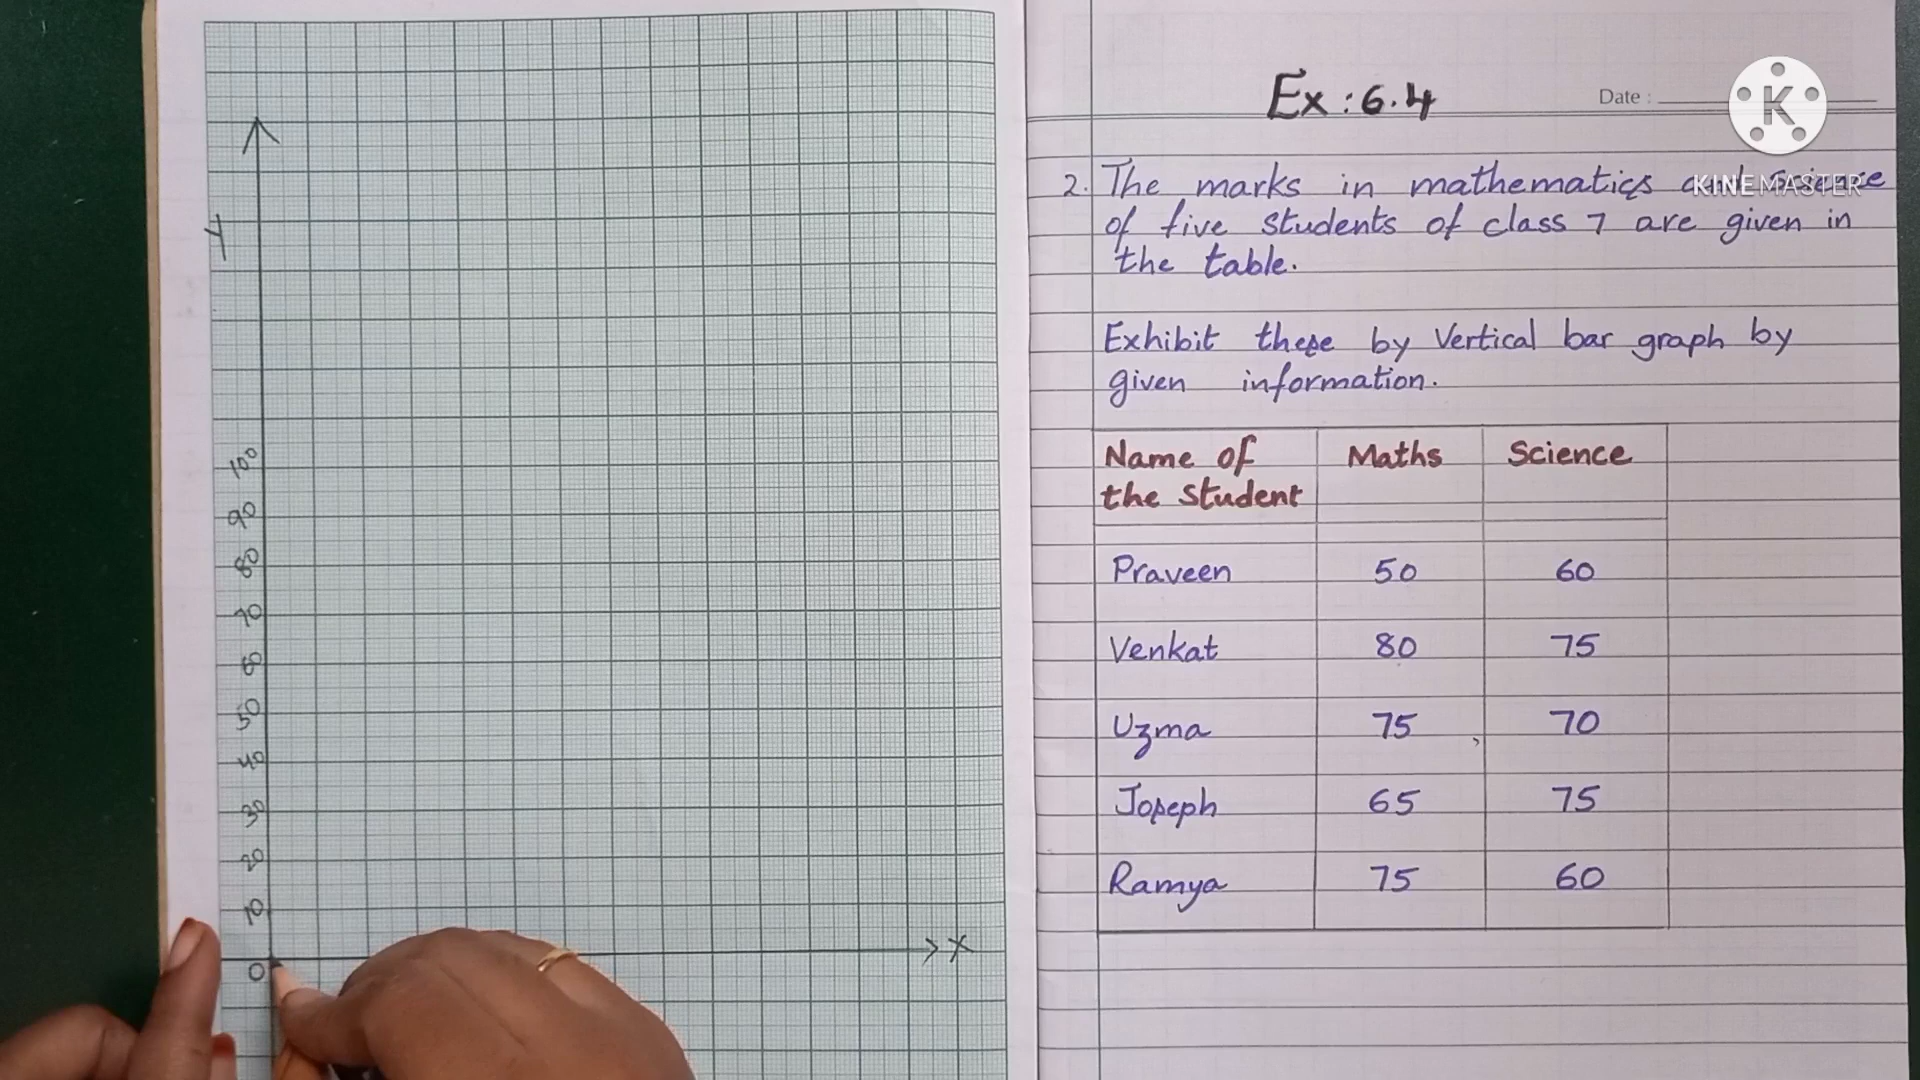 Y
100
90
80
70
60
50
40
30
20
10
0
X
Ex : 6.4
Date :
K
KINEMASTER
2. The marks in mathematics and science
of five students of class 7 are given in
the table.
Exhibit these by Vertical bar graph by
given information.
Name of the student Maths Science
Praveen 50 60
Venkat 80 75
Uzma 75 70
Joseph 65 75
Ramya 75 60